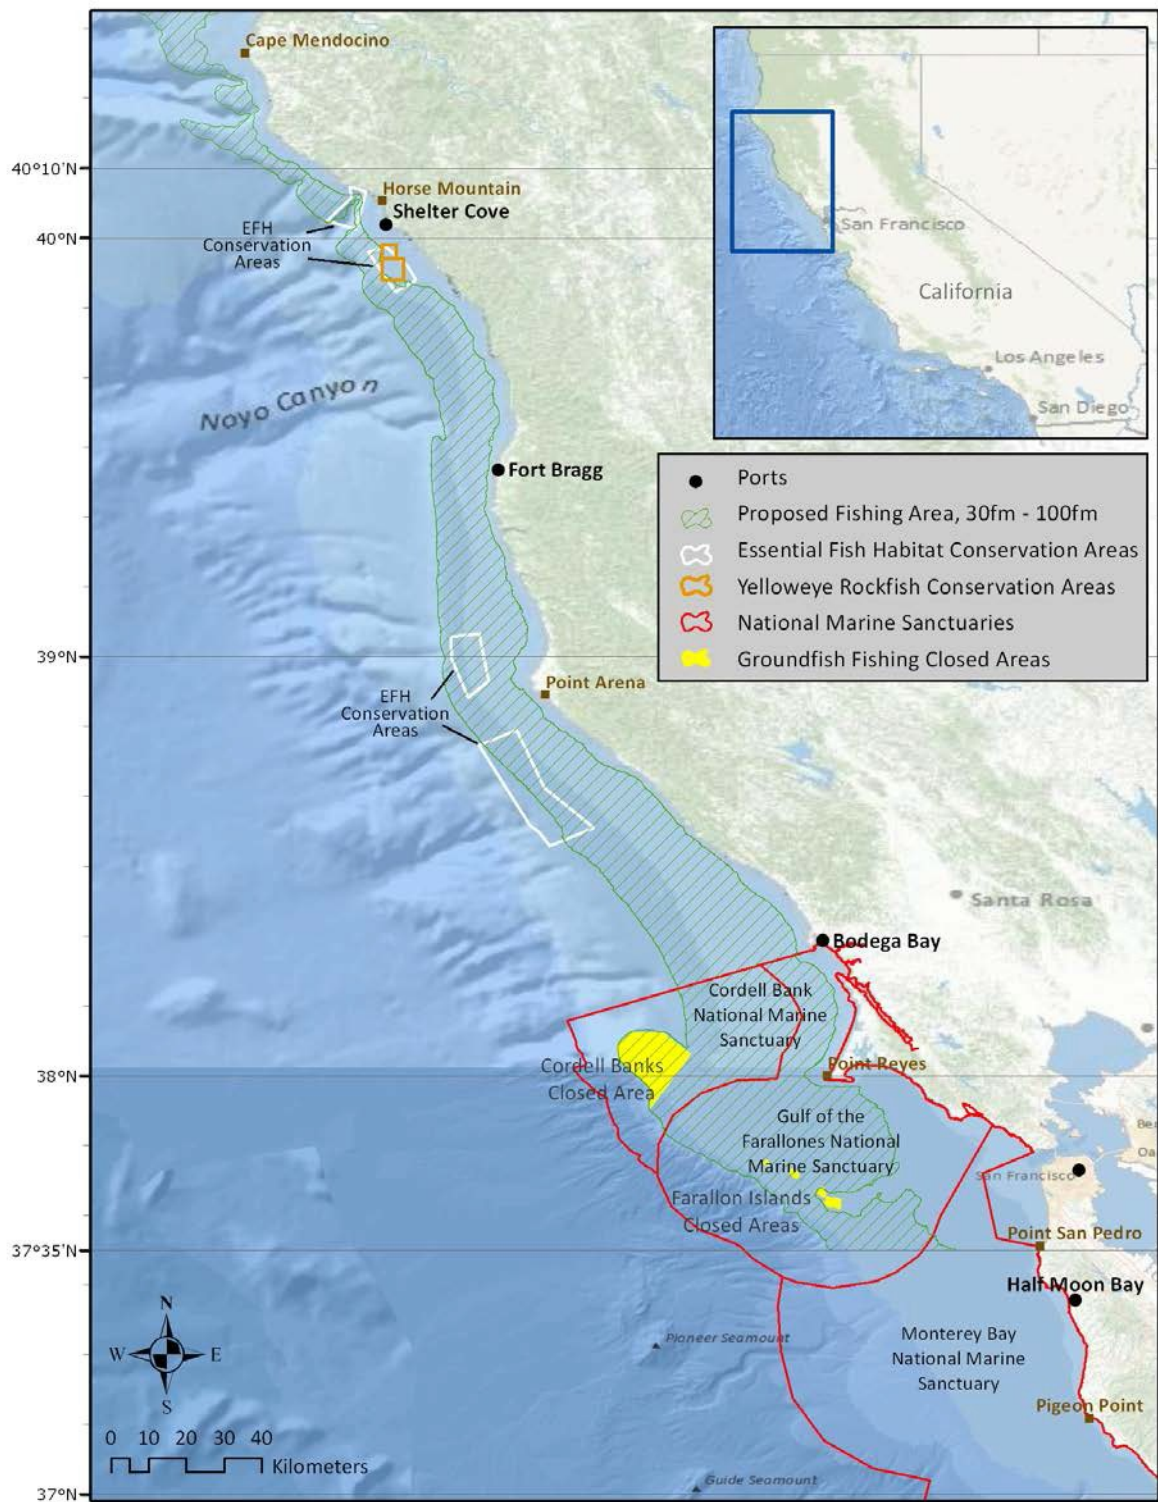 Cape Mendocino
40°10'N
Horse Mountain
Shelter Cove
EFH
Conservation
Areas
40°N
Noyo Canyon
Fort Bragg
San Francisco
California
Los Angeles
San Diego
Ports
Proposed Fishing Area, 30fm - 100fm
Essential Fish Habitat Conservation Areas
Yelloweye Rockfish Conservation Areas
National Marine Sanctuaries
Groundfish Fishing Closed Areas
39°N
Point Arena
EFH
Conservation
Areas
Santa Rosa
Bodega Bay
Cordell Bank
National Marine
Sanctuary
Cordell Banks
Closed Area
38°N
Point Reyes
Gulf of the
Farallones National
Marine Sanctuary
Farallon Islands
Closed Areas
San Francisco
Point San Pedro
37°35'N
Half Moon Bay
Monterey Bay
National Marine
Sanctuary
Pioneer Seamount
Pigeon Point
Guide Seamount
N
W E
S
0 10 20 30 40
Kilometers
37°N